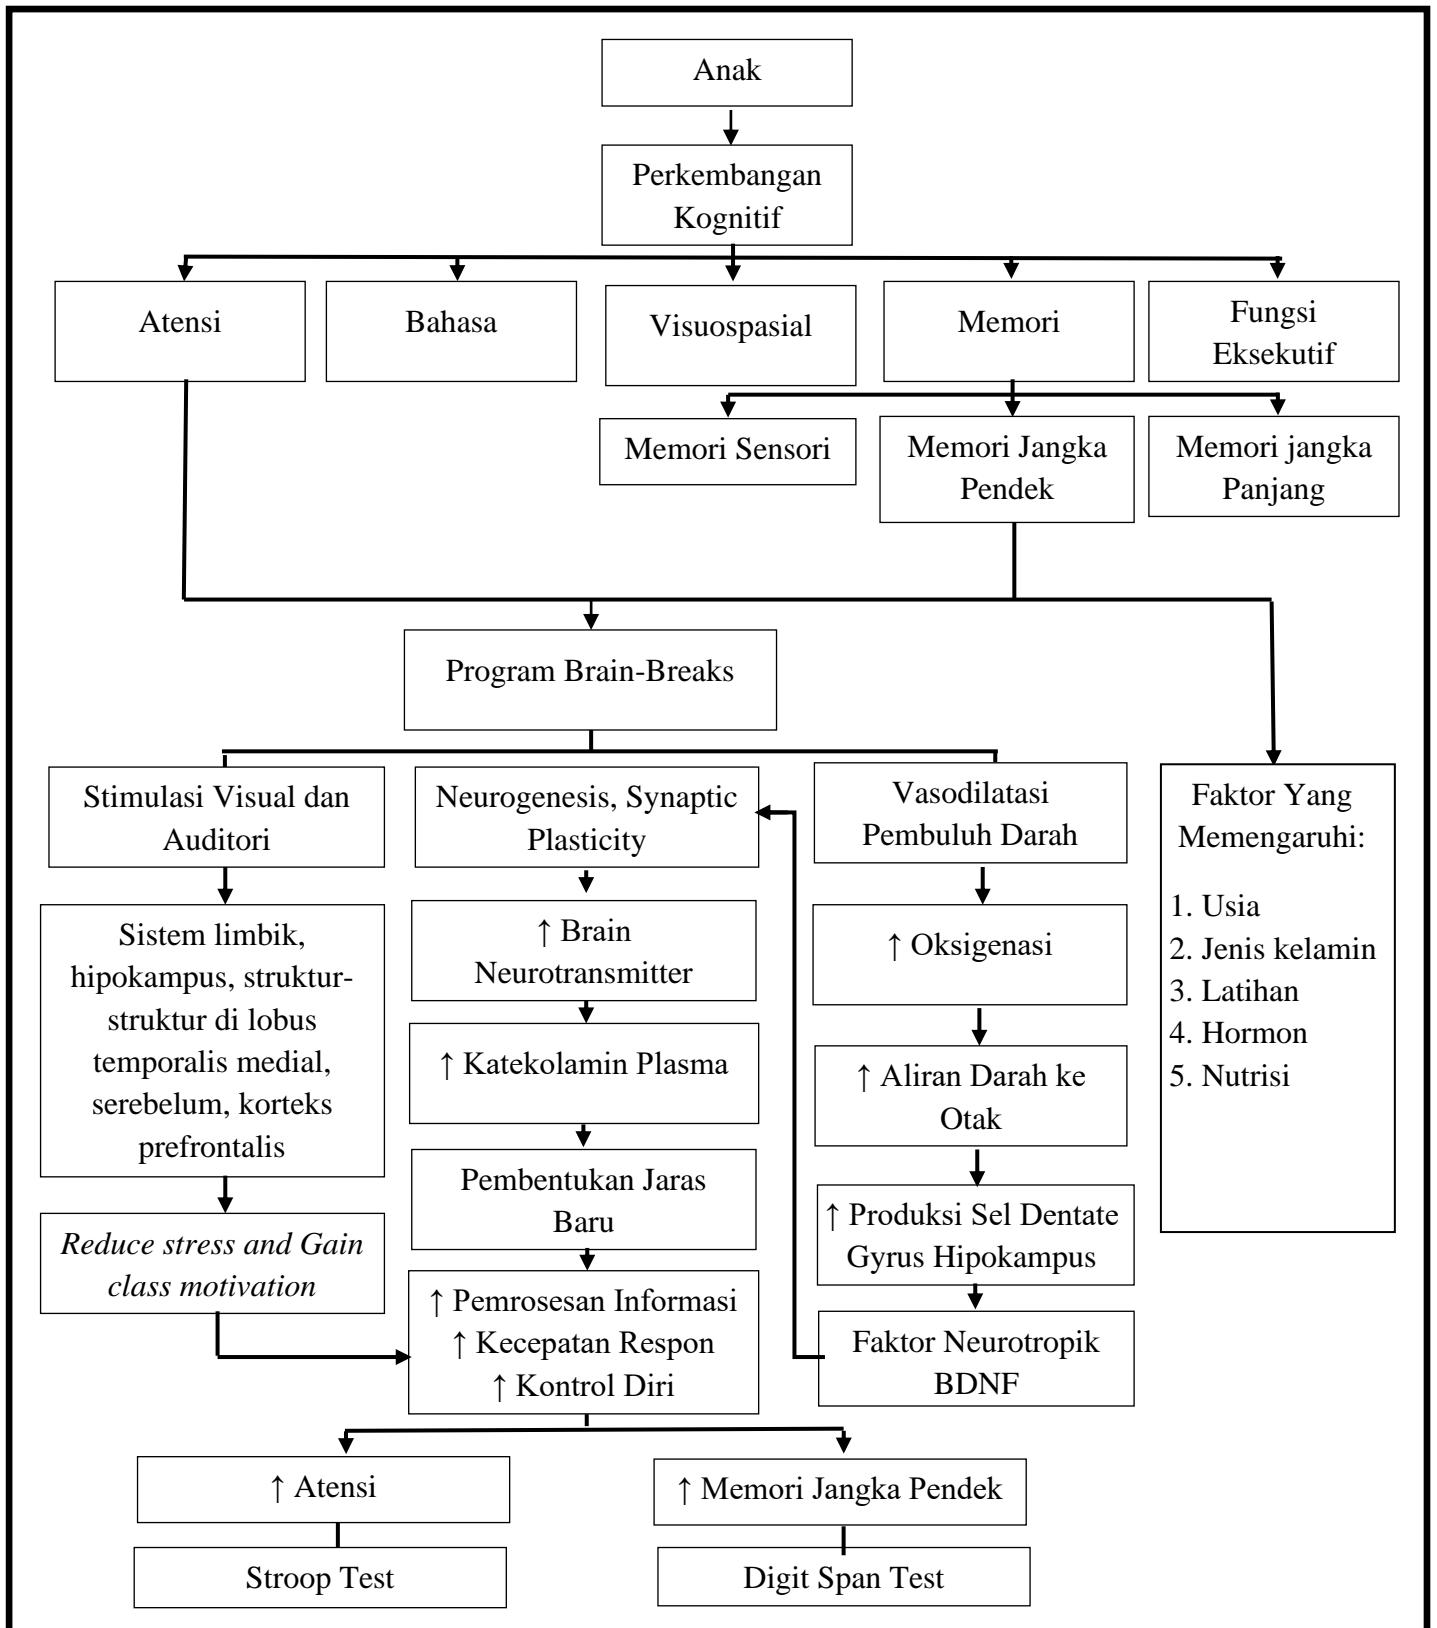 Anak
Perkembangan
Kognitif
Atensi
Bahasa
Visuospasial
Memori
Fungsi
Eksekutif
Memori Sensori
Memori Jangka
Pendek
Memori jangka
Panjang
Program Brain-Breaks
Stimulasi Visual dan
Auditori
Neurogenesis, Synaptic
Plasticity
Vasodilatasi
Pembuluh Darah
Faktor Yang
Memengaruhi:
1. Usia
2. Jenis kelamin
3. Latihan
4. Hormon
5. Nutrisi
Sistem limbik,
hipokampus, struktur-
struktur di lobus
temporalis medial,
serebelum, korteks
prefrontalis
↑ Brain
Neurotransmitter
↑ Oksigenasi
↑ Katekolamin Plasma
↑ Aliran Darah ke
Otak
Pembentukan Jaras
Baru
↑ Produksi Sel Dentate
Gyrus Hipokampus
Reduce stress and Gain
class motivation
↑ Pemrosesan Informasi
↑ Kecepatan Respon
↑ Kontrol Diri
Faktor Neurotropik
BDNF
↑ Atensi
↑ Memori Jangka Pendek
Stroop Test
Digit Span Test